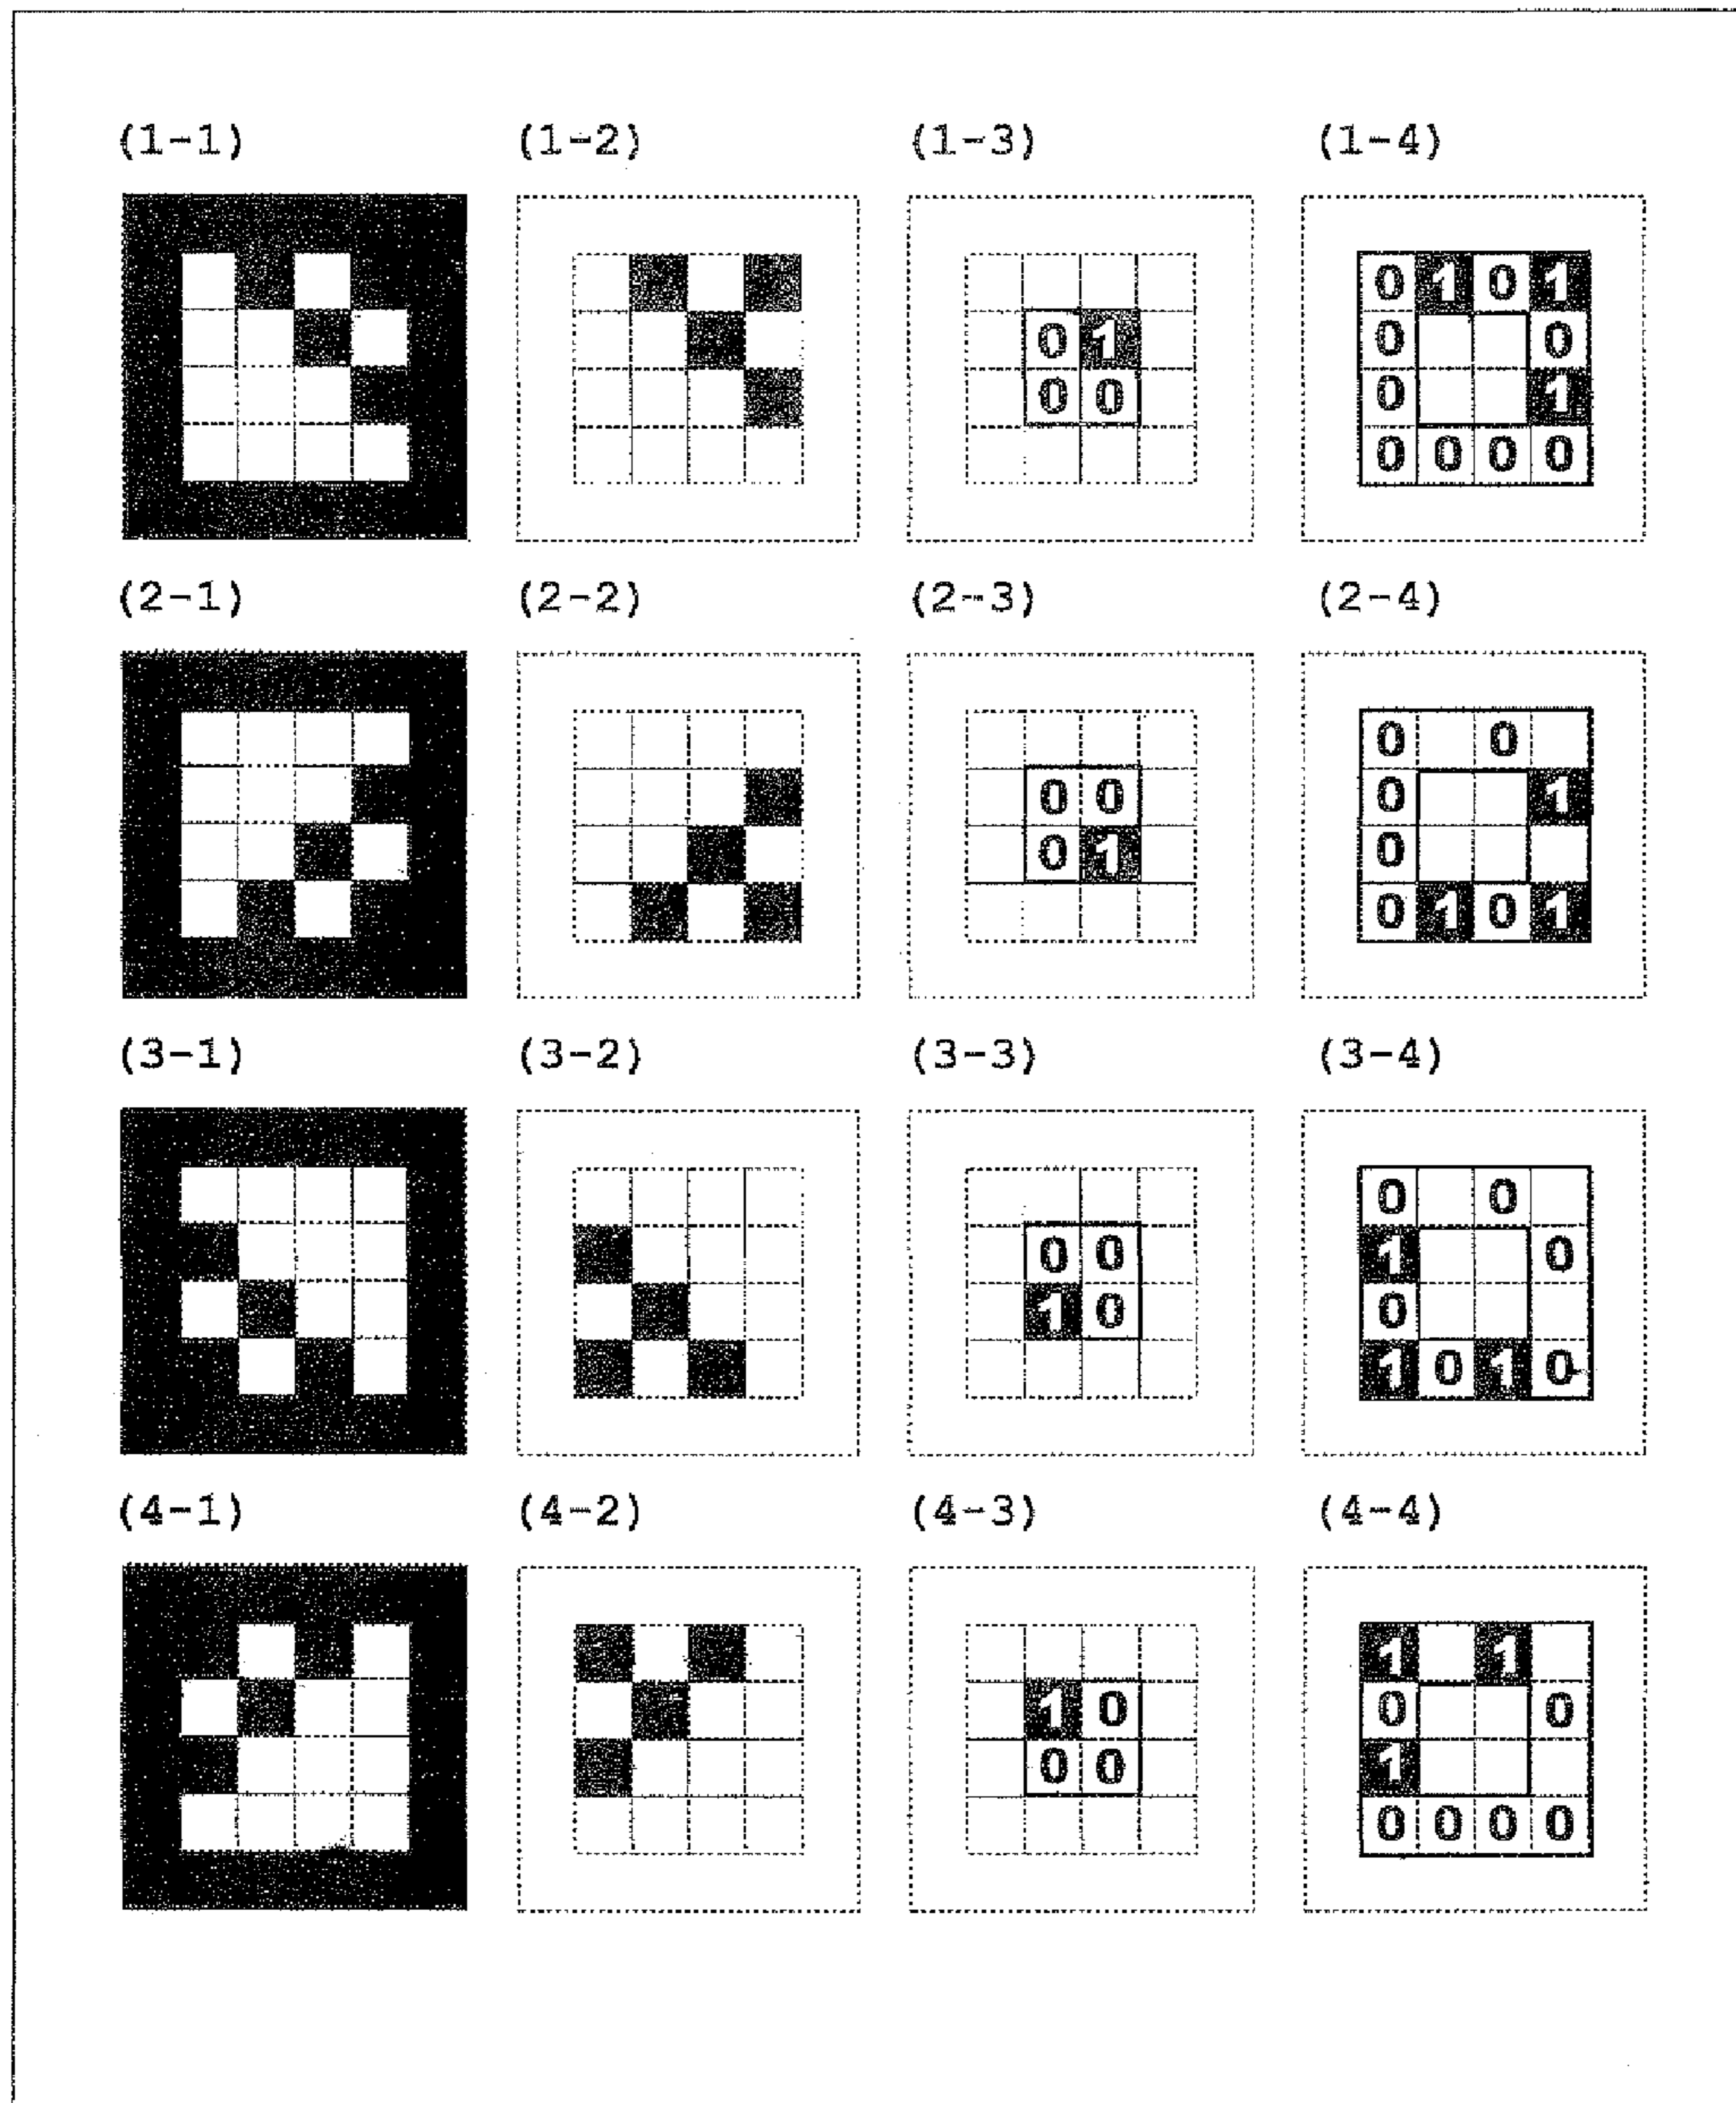 (1-1) (1-2) (1-3) (1-4)
0 1 0 1
0 1 0 0
0 0 0 1
0 0 0 0
(2-1) (2-2) (2-3) (2-4)
0 0
0 0 0 1
0 1 0
0 1 0 1
(3-1) (3-2) (3-3) (3-4)
0 0
0 0 1 0
1 0 0
1 0 1 0
(4-1) (4-2) (4-3) (4-4)
1 1
1 0 0 0
0 0 1
0 0 0 0